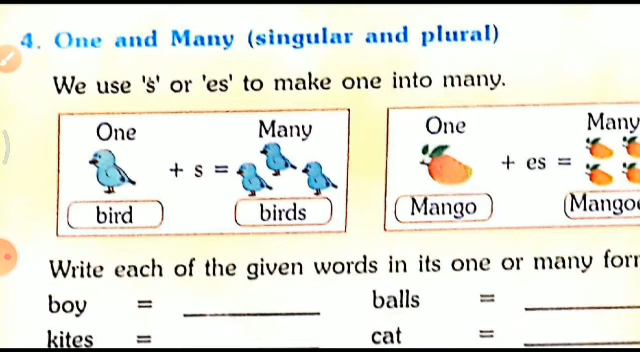 4. One and Many (singular and plural)
We use 's' or 'es' to make one into many.
One Many One Many
+ s = + es =
bird birds Mango
Write each of the given words in its one or many
boy = balls =
kites = cat =